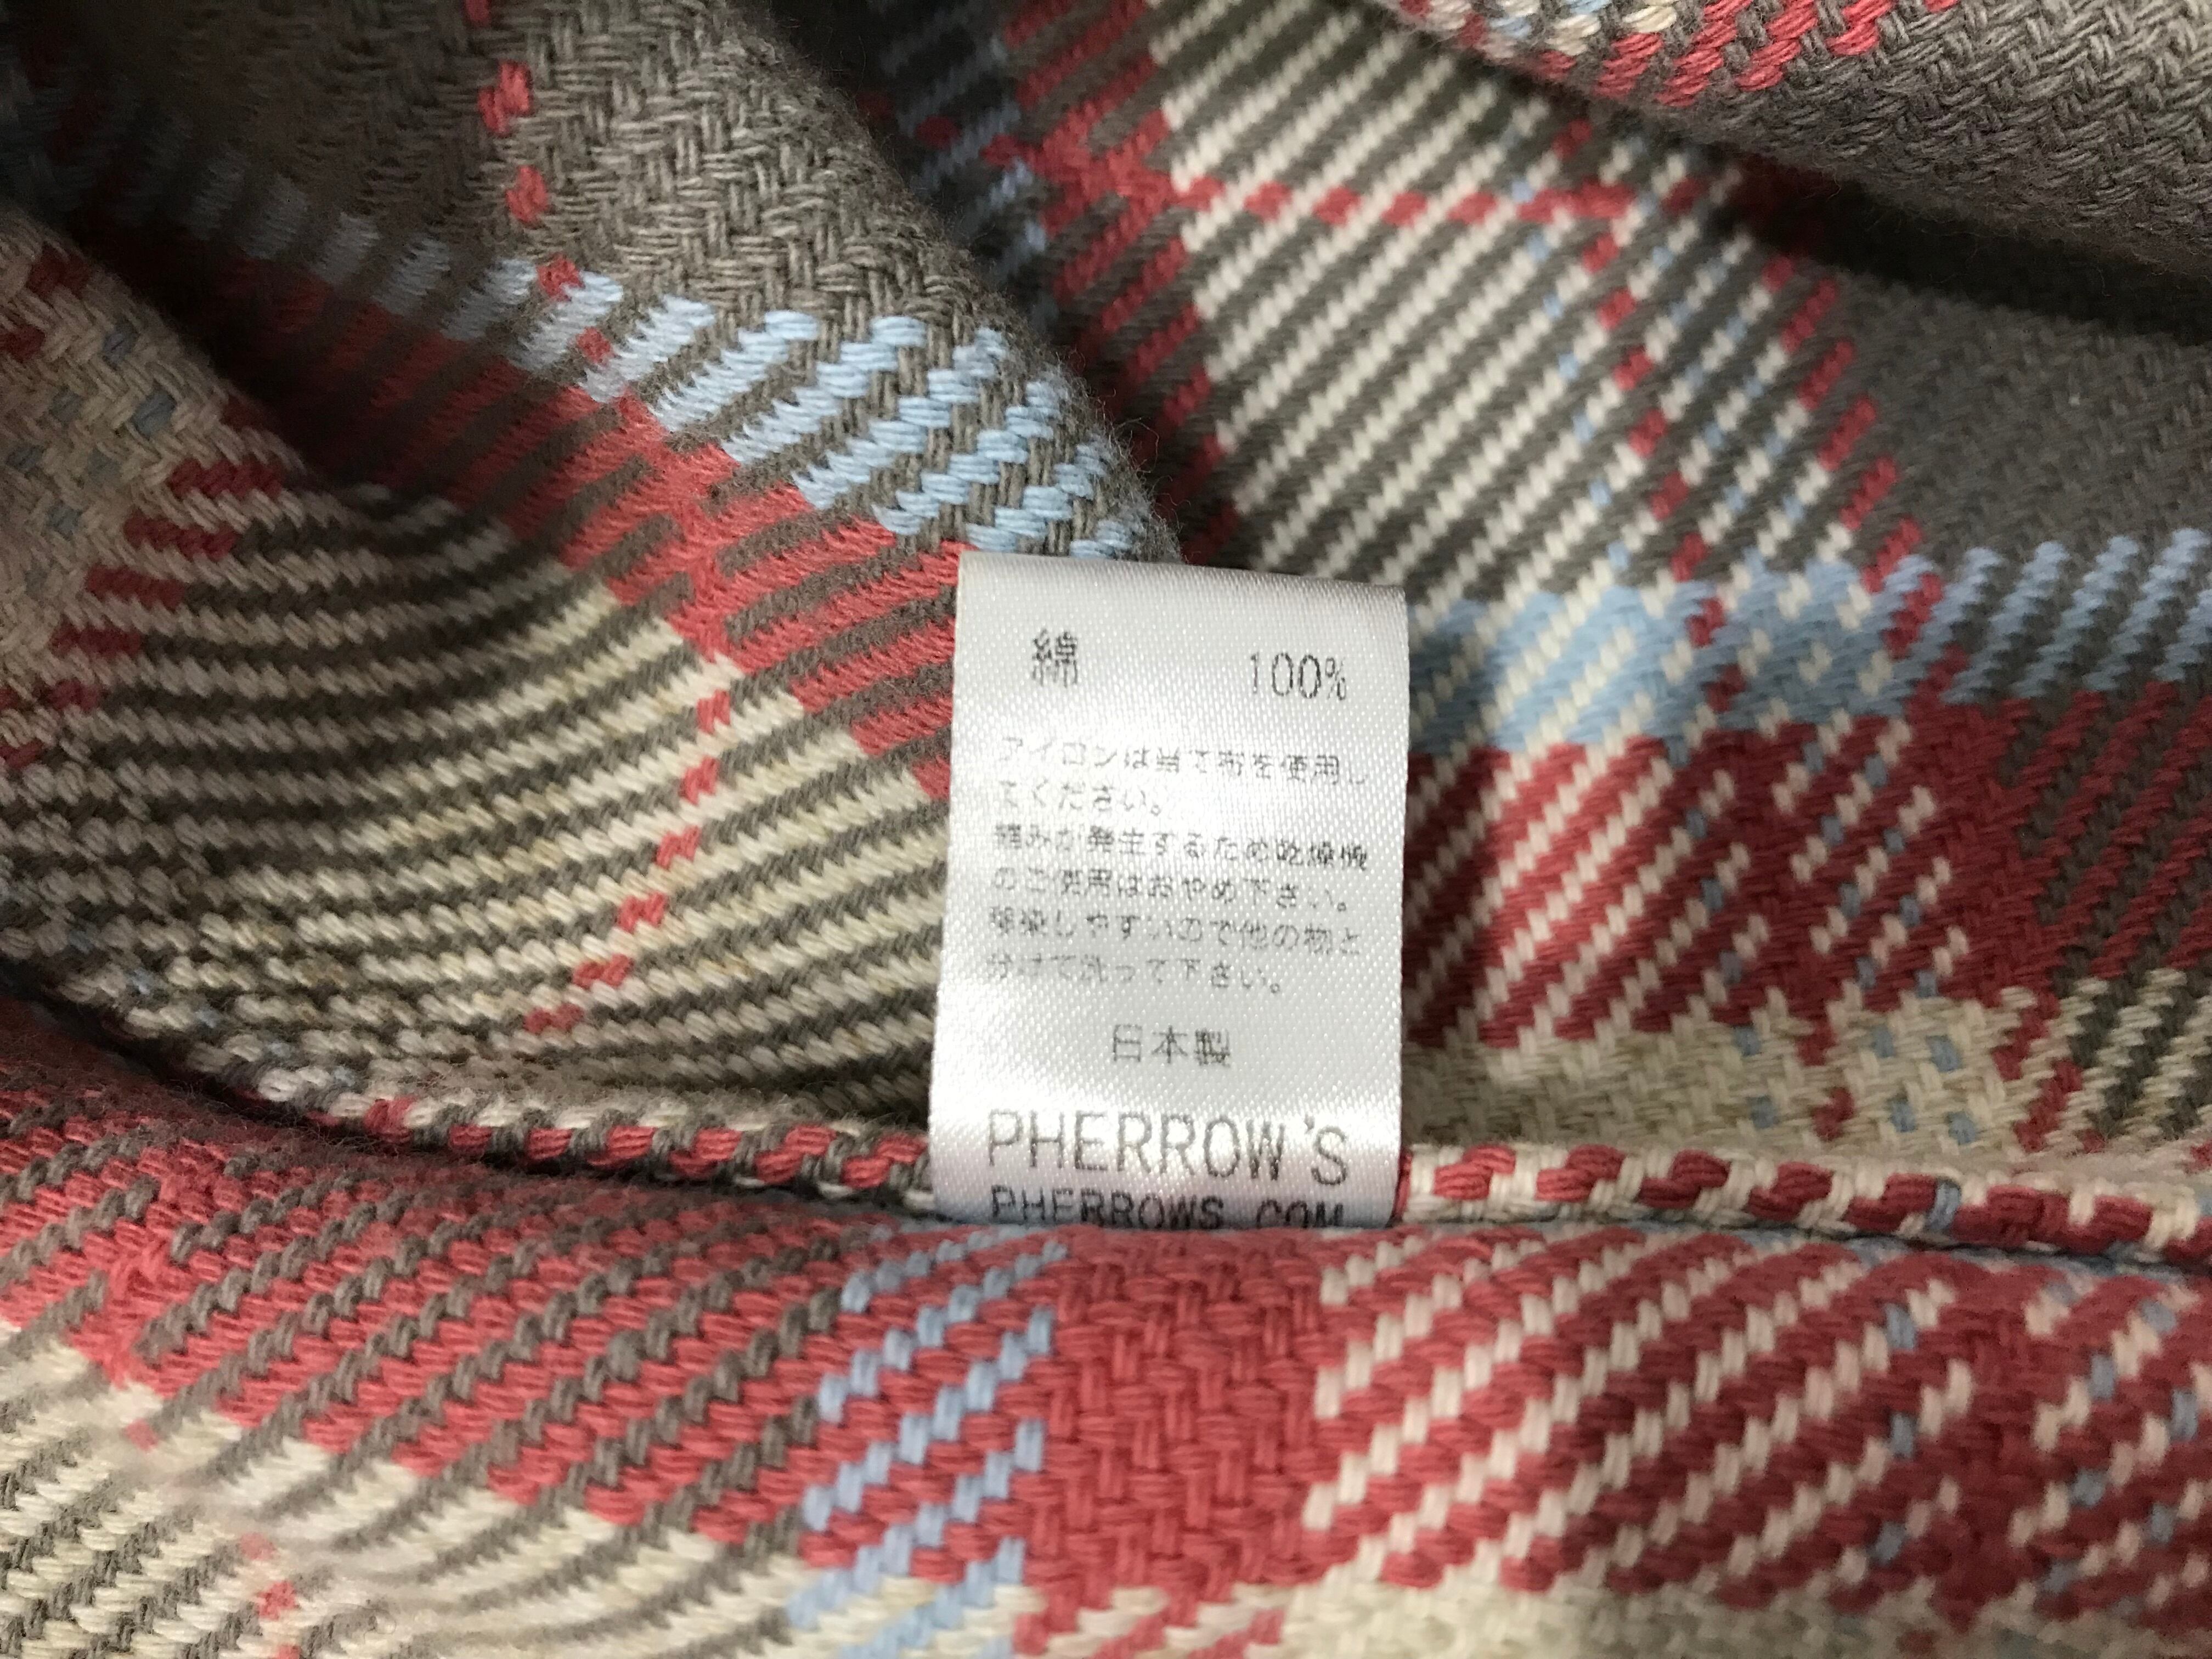 綿 100%
アイロンは当て布を使用し
てください。
縮みが発生するため乾燥機
のご使用はおやめ下さい。
移染しやすいので他の物と
分けて洗って下さい。
日本製
PHERROW'S
PHERROWS.COM